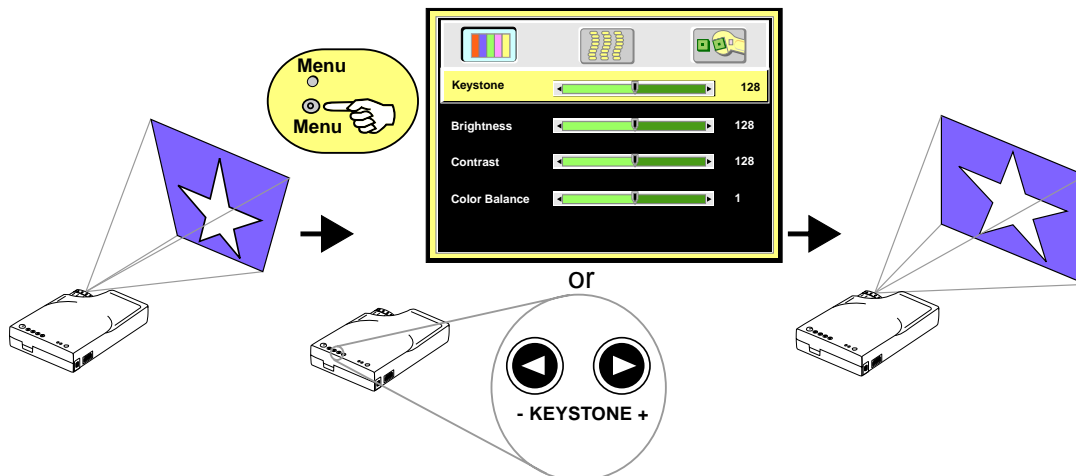 Menu
Menu
Keystone 128
Brightness 128
Contrast 128
Color Balance 1
or
- KEYSTONE +